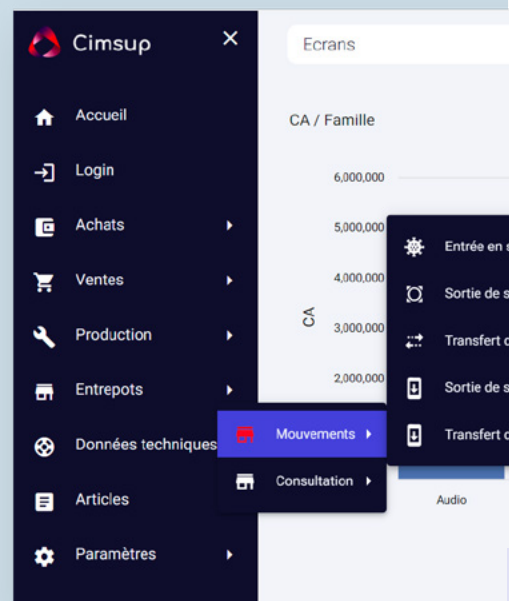 Cimsup
Accueil
Login
Achats
Ventes
Production
Entrepots
Données techniques
Articles
Paramètres
Mouvements
Consultation
Entrée en
Sortie de
Transfert
Sortie de
Transfert
Ecrans
CA / Famille
6,000,000
5,000,000
4,000,000
3,000,000
2,000,000
CA
Audio